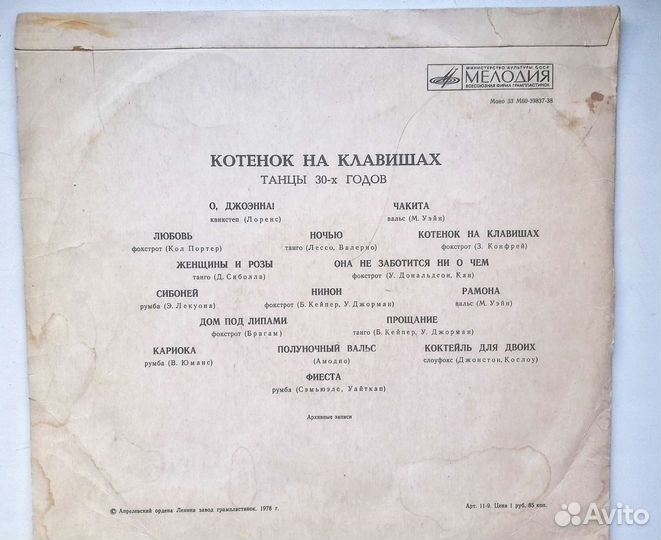 МИНИСТЕРСТВО КУЛЬТУРЫ СССР
МЕЛОДИЯ
ВСЕСОЮЗНАЯ ФИРМА ГРАМПЛАСТИНОК
Моно 33 М60-39837-38
КОТЕНОК НА КЛАВИШАХ
ТАНЦЫ 30-х ГОДОВ
О, ДЖОЭННА! ЧАКИТА
квикстеп (Лоренс) вальс (М. Уэйн)
ЛЮБОВЬ НОЧЬЮ КОТЕНОК НА КЛАВИШАХ
фокстрот (Кол Портер) танго (Лессо, Валерио) фокстрот (З. Конфрей)
ЖЕНЩИНЫ И РОЗЫ ОНА НЕ ЗАБОТИТСЯ НИ О ЧЕМ
танго (Д. Сиболла) фокстрот (У. Дональдсон, Кан)
СИБОНЕЙ НИНОН РАМОНА
румба (Э. Лекуона) фокстрот (Б. Кейпер, У. Джорман) вальс (М. Уэйн)
ДОМ ПОД ЛИПАМИ ПРОЩАНИЕ
фокстрот (Брагам) танго (Б. Кейпер, У. Джорман)
КАРИОКА ПОЛУНОЧНЫЙ ВАЛЬС КОКТЕЙЛЬ ДЛЯ ДВОИХ
румба (В. Юманс) (Амодио) слоуфокс (Джонстон, Кослоу)
ФИЕСТА
румба (Сэмьюэлс, Уайткап)
Архивные записи
© Апрелевский ордена Ленина завод грампластинок. 1978 г. Арт. 11-9. Цена 1 руб. 85 коп.
Avito